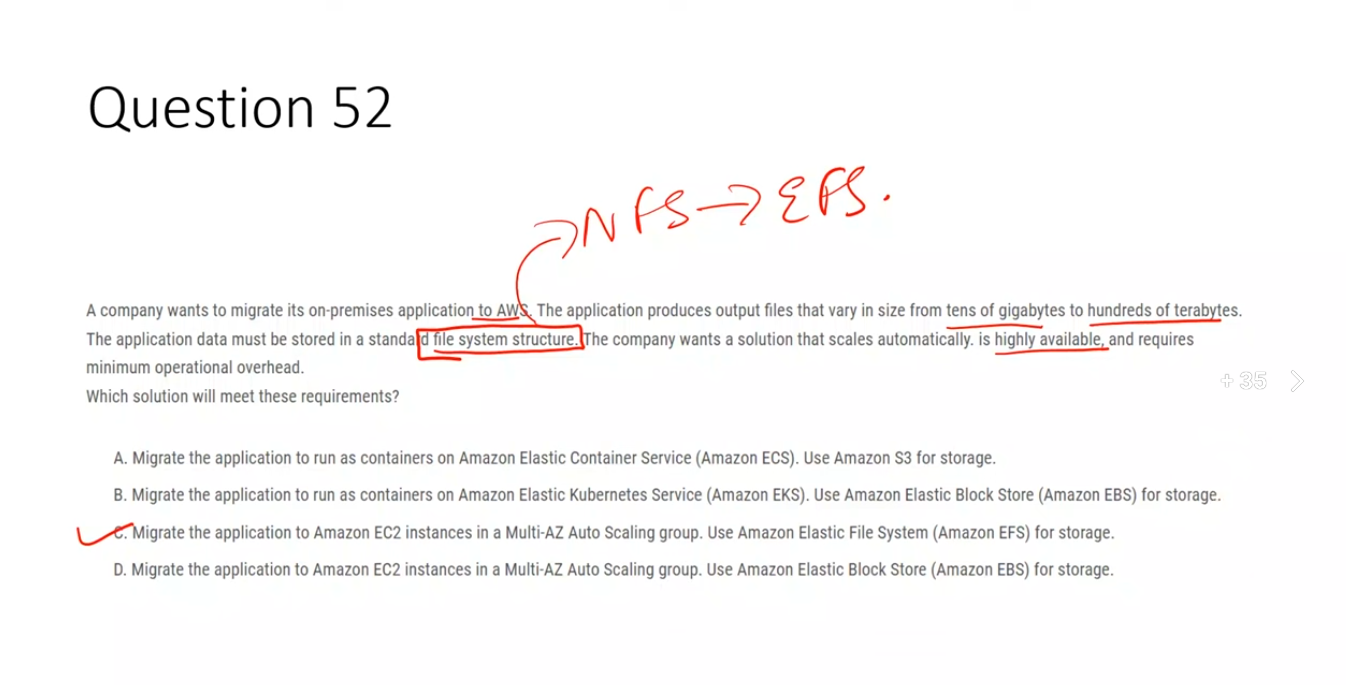 Question 52
NFS → EFS.
A company wants to migrate its on-premises application to AWS. The application produces output files that vary in size from tens of gigabytes to hundreds of terabytes.
The application data must be stored in a standard file system structure. The company wants a solution that scales automatically. is highly available, and requires
minimum operational overhead.
+ 35
Which solution will meet these requirements?
A. Migrate the application to run as containers on Amazon Elastic Container Service (Amazon ECS). Use Amazon S3 for storage.
B. Migrate the application to run as containers on Amazon Elastic Kubernetes Service (Amazon EKS). Use Amazon Elastic Block Store (Amazon EBS) for storage.
C. Migrate the application to Amazon EC2 instances in a Multi-AZ Auto Scaling group. Use Amazon Elastic File System (Amazon EFS) for storage.
D. Migrate the application to Amazon EC2 instances in a Multi-AZ Auto Scaling group. Use Amazon Elastic Block Store (Amazon EBS) for storage.